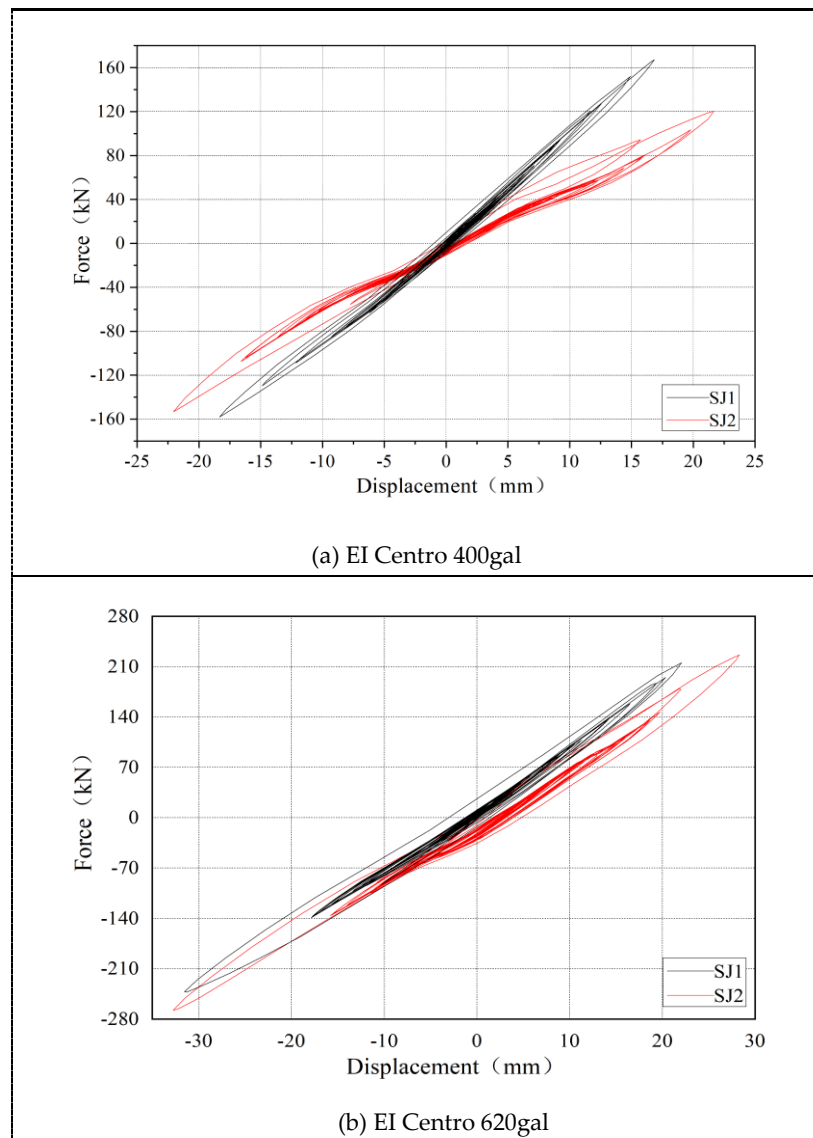 160
120
80
40
0
-40
-80
-120
-160
Force（kN）
-25 -20 -15 -10 -5 0 5 10 15 20 25
Displacement（mm）
SJ1
SJ2
(a) EI Centro 400gal
280
210
140
70
0
-70
-140
-210
-280
Force（kN）
-30 -20 -10 0 10 20 30
Displacement（mm）
SJ1
SJ2
(b) EI Centro 620gal